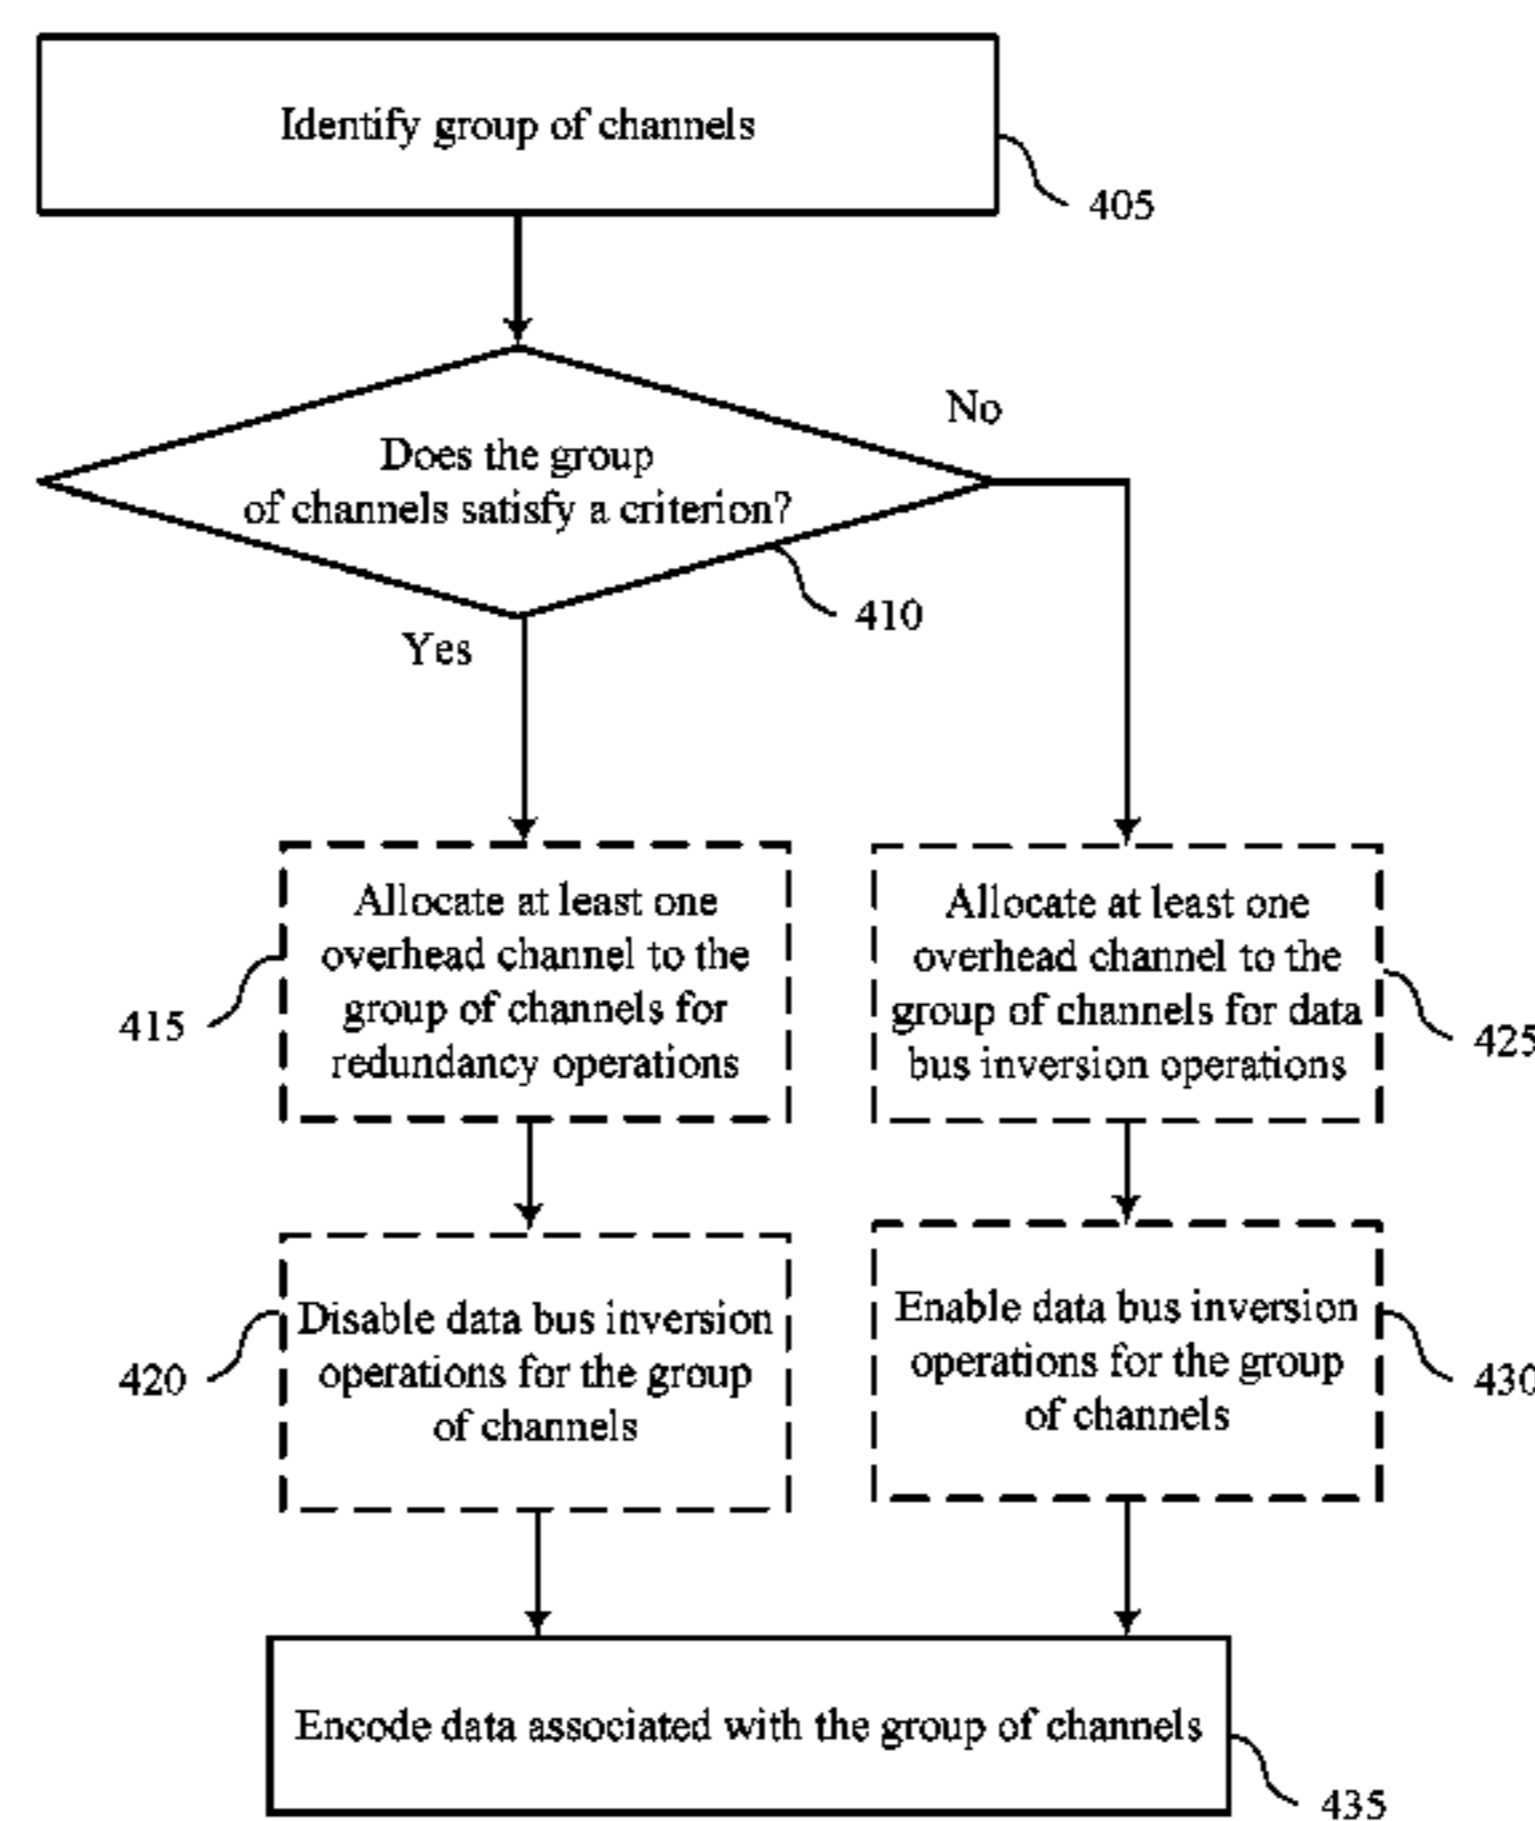 Identify group of channels
405
No
Does the group
of channels satisfy a criterion?
410
Yes
Allocate at least one
overhead channel to the
group of channels for
redundancy operations
415
Allocate at least one
overhead channel to the
group of channels for data
bus inversion operations
425
Disable data bus inversion
operations for the group
of channels
420
Enable data bus inversion
operations for the group
of channels
430
Encode data associated with the group of channels
435